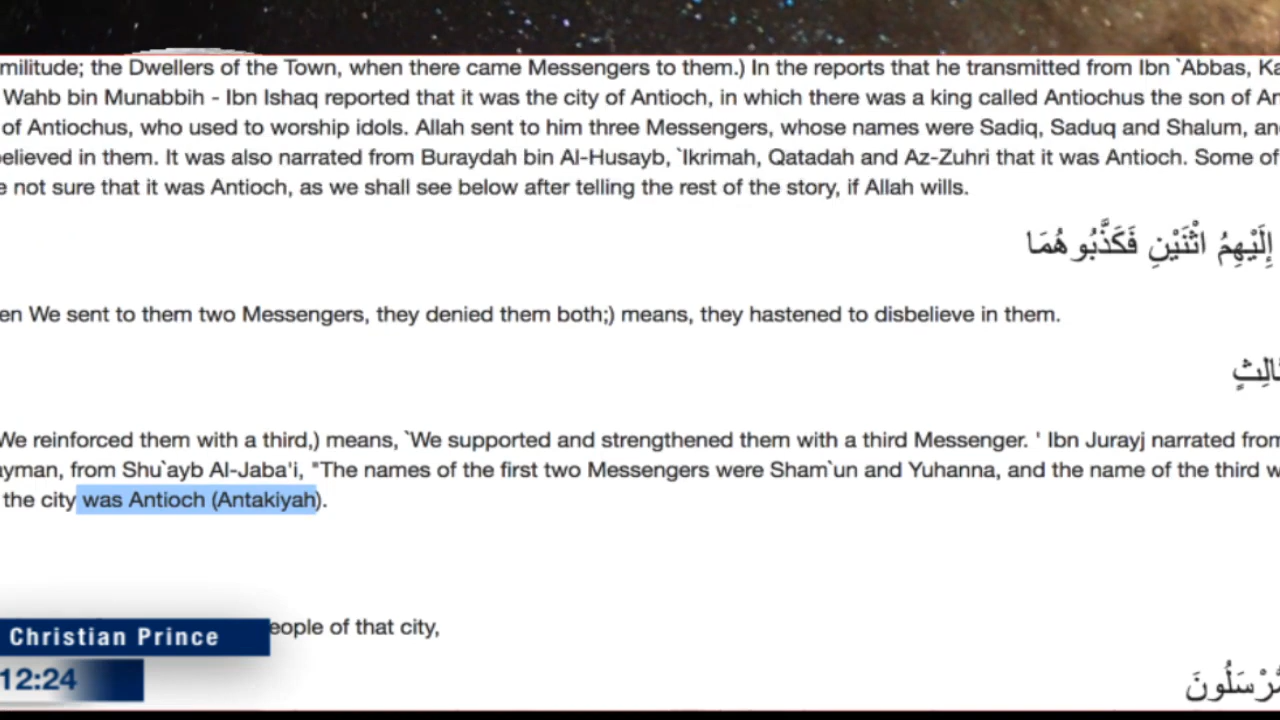 militude; the Dwellers of the Town, when there came Messengers to them.) In the reports that he transmitted from Ibn `Abbas, Ka
Wahb bin Munabbih - Ibn Ishaq reported that it was the city of Antioch, in which there was a king called Antiochus the son of An
of Antiochus, who used to worship idols. Allah sent to him three Messengers, whose names were Sadiq, Saduq and Shalum, an
elieved in them. It was also narrated from Buraydah bin Al-Husayb, `Ikrimah, Qatadah and Az-Zuhri that it was Antioch. Some of
e not sure that it was Antioch, as we shall see below after telling the rest of the story, if Allah wills.
إِلَيْهِمُ اثْنَيْنِ فَكَذَّبُوهُمَا
en We sent to them two Messengers, they denied them both;) means, they hastened to disbelieve in them.
الِثٍ
We reinforced them with a third,) means, `We supported and strengthened them with a third Messenger. ' Ibn Jurayj narrated from
ayman, from Shu`ayb Al-Jaba'i, "The names of the first two Messengers were Sham`un and Yuhanna, and the name of the third w
the city was Antioch (Antakiyah).
eople of that city,
Christian Prince
12:24
مُّرْسَلُونَ